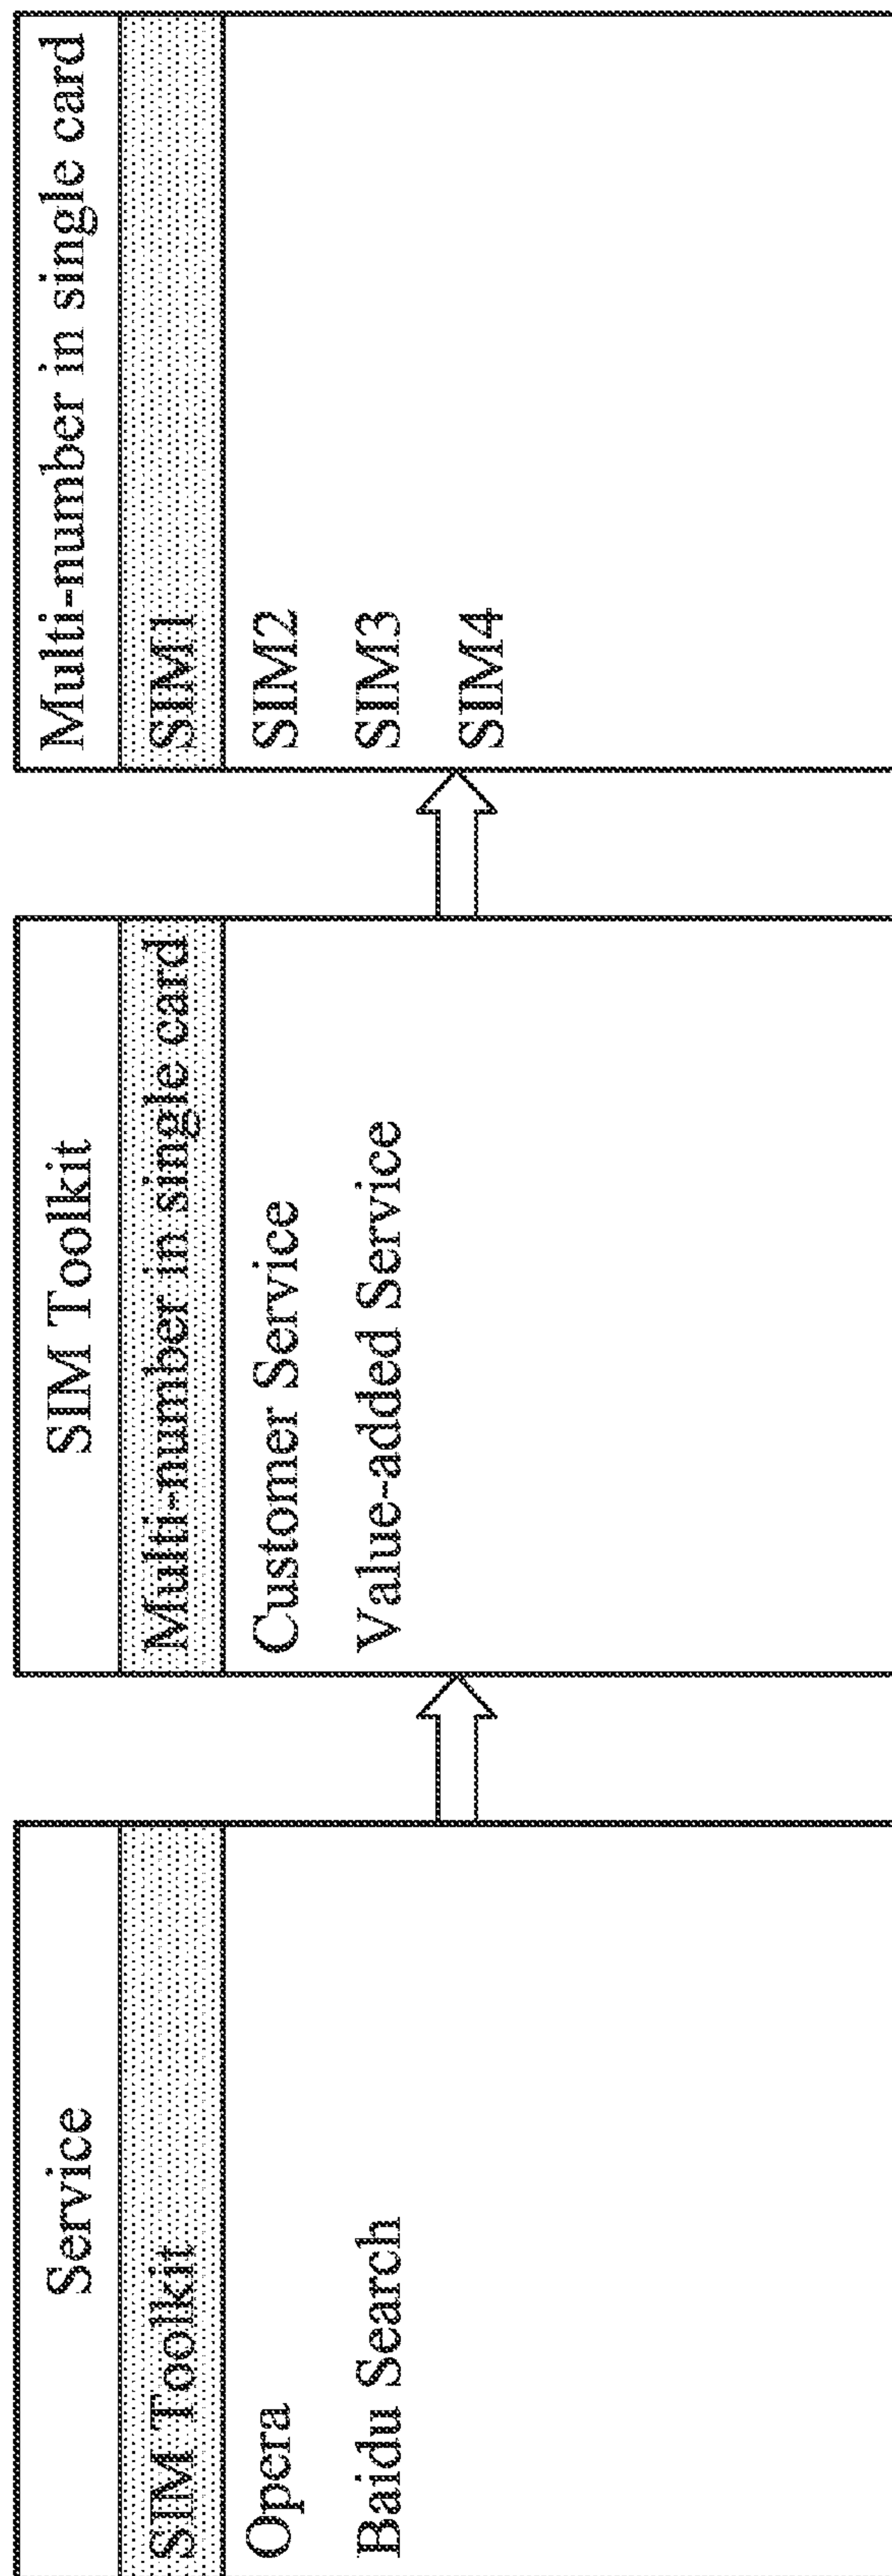 Service
SIM Toolkit
Opera
Baidu Search
SIM Toolkit
Multi-number in single card
Customer Service
Value-added Service
Multi-number in single card
SIM1
SIM2
SIM3
SIM4